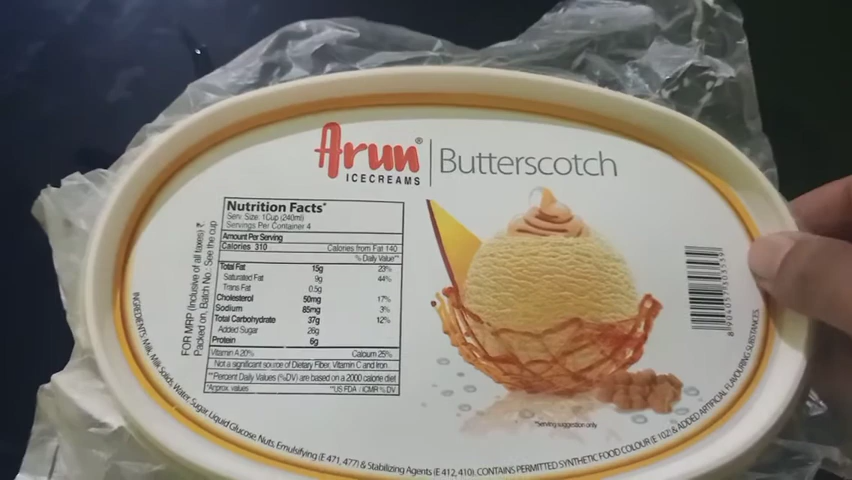 Arun®
ICECREAMS
Butterscotch
Nutrition Facts*
Serv. Size: 1Cup (240ml)
Servings Per Container 4
Amount Per Serving
Calories 310 Calories from Fat 140
% Daily Value**
Total Fat 15g 23%
Saturated Fat 9g 44%
Trans Fat 0.5g
Cholesterol 50mg 17%
Sodium 85mg 3%
Total Carbohydrate 37g 12%
Added Sugar 26g
Protein 6g
Vitamin A 20% Calcium 25%
Not a significant source of Dietary Fiber, Vitamin C and Iron.
**Percent Daily Values (%DV) are based on a 2000 calorie diet
*Approx. values **US FDA / ICMR % DV
FOR MRP (Inclusive of all taxes) ₹,
Packed on, Batch No.: See the cup
*serving suggestion only
INGREDIENTS: Milk, Milk Solids, Water, Sugar, Liquid Glucose, Nuts, Emulsifying (E 471, 477) & Stabilizing Agents (E 412, 410). CONTAINS PERMITTED SYNTHETIC FOOD COLOUR (E 102) & ADDED ARTIFICIAL FLAVOURING SUBSTANCES